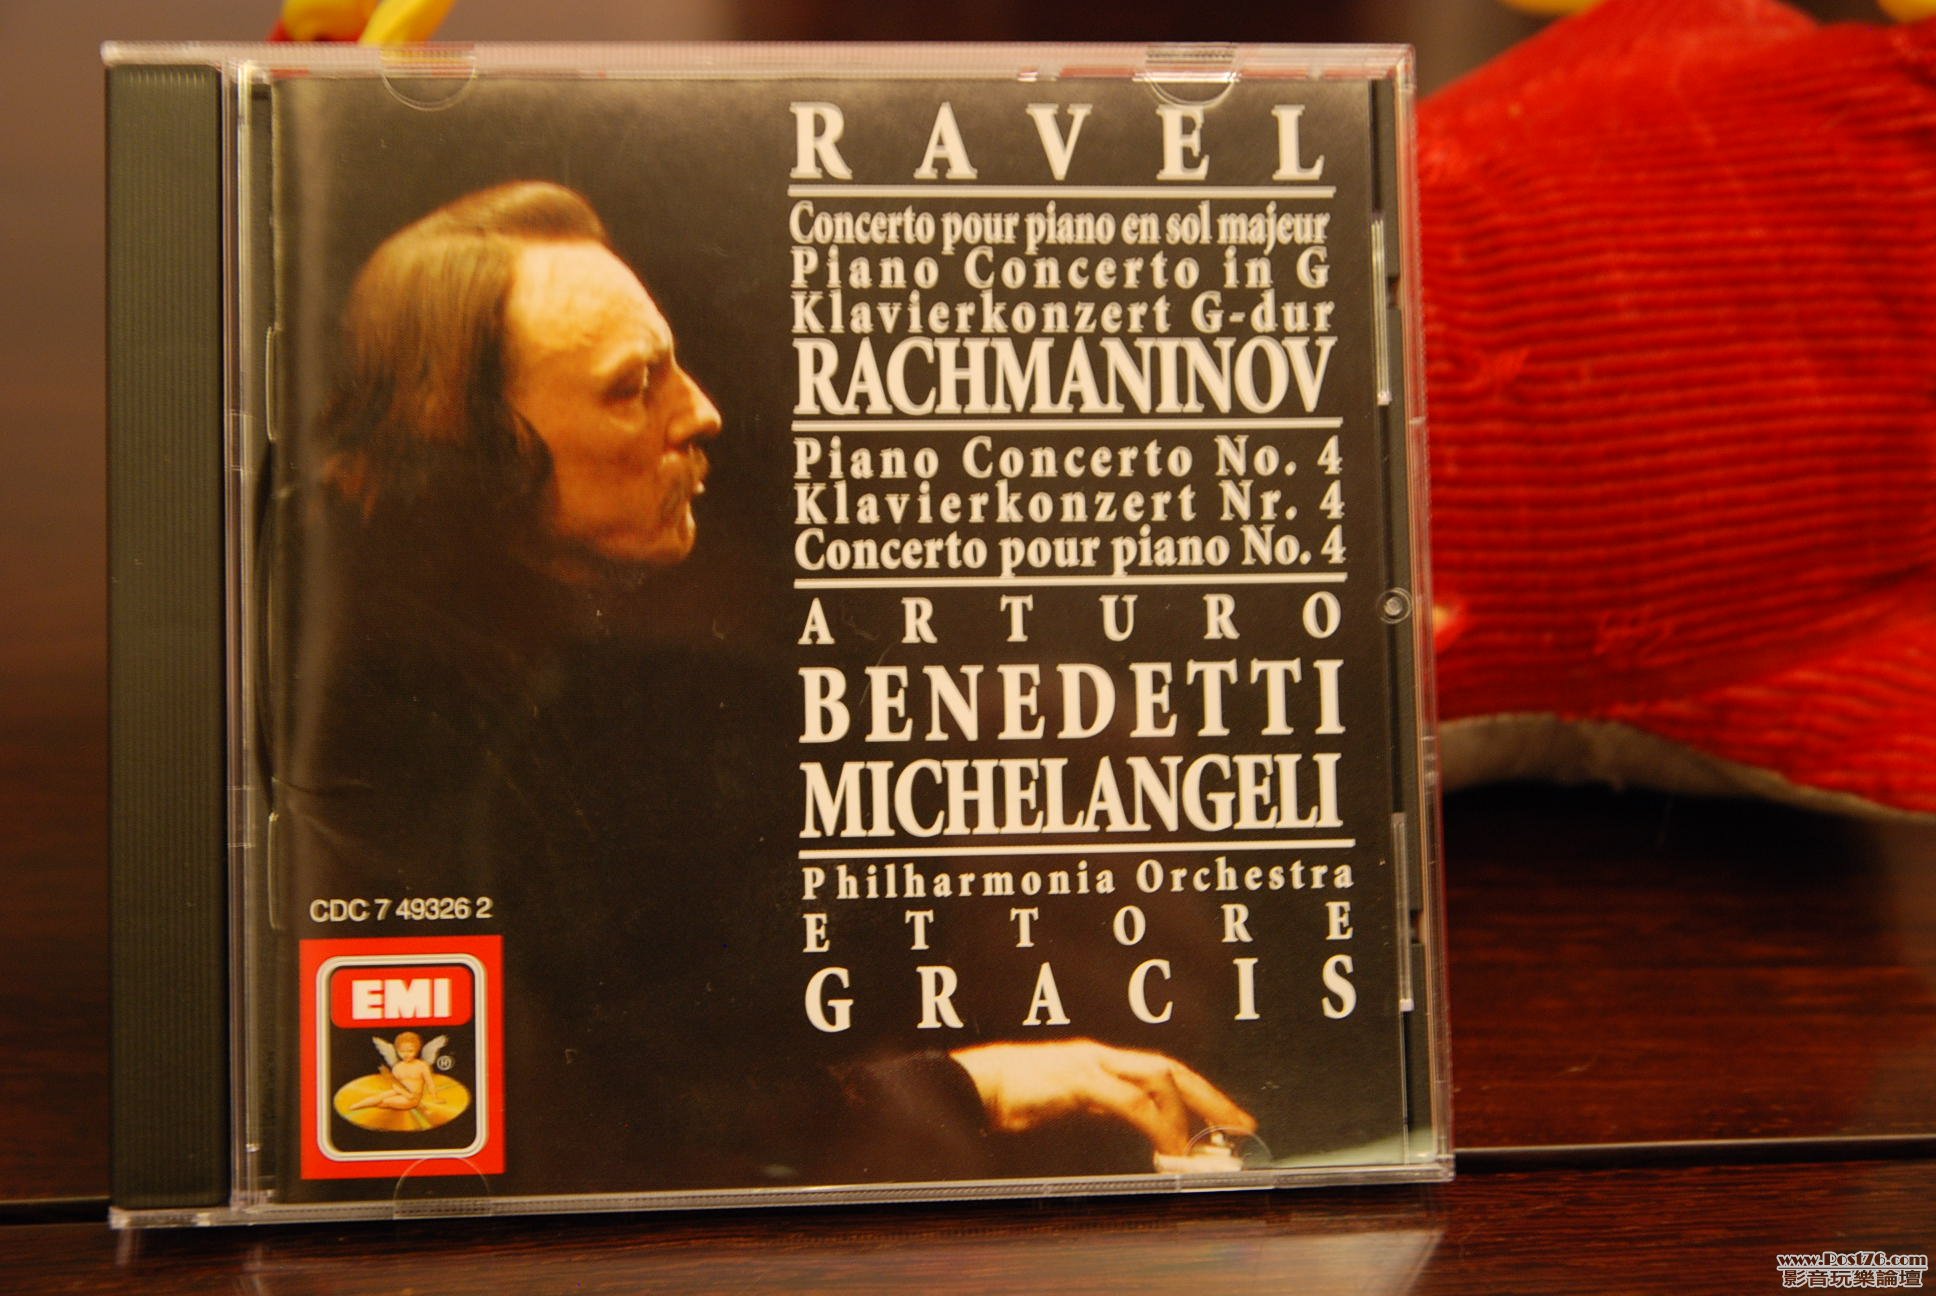 RAVEL
Concerto pour piano en sol majeur
Piano Concerto in G
Klavierkonzert G-dur
RACHMANINOV
Piano Concerto No. 4
Klavierkonzert Nr. 4
Concerto pour piano No. 4
ARTURO
BENEDETTI
MICHELANGELI
Philharmonia Orchestra
ETTORE
GRACIS
CDC 7 49326 2
EMI
®
www.Post76.com
影音玩樂論壇